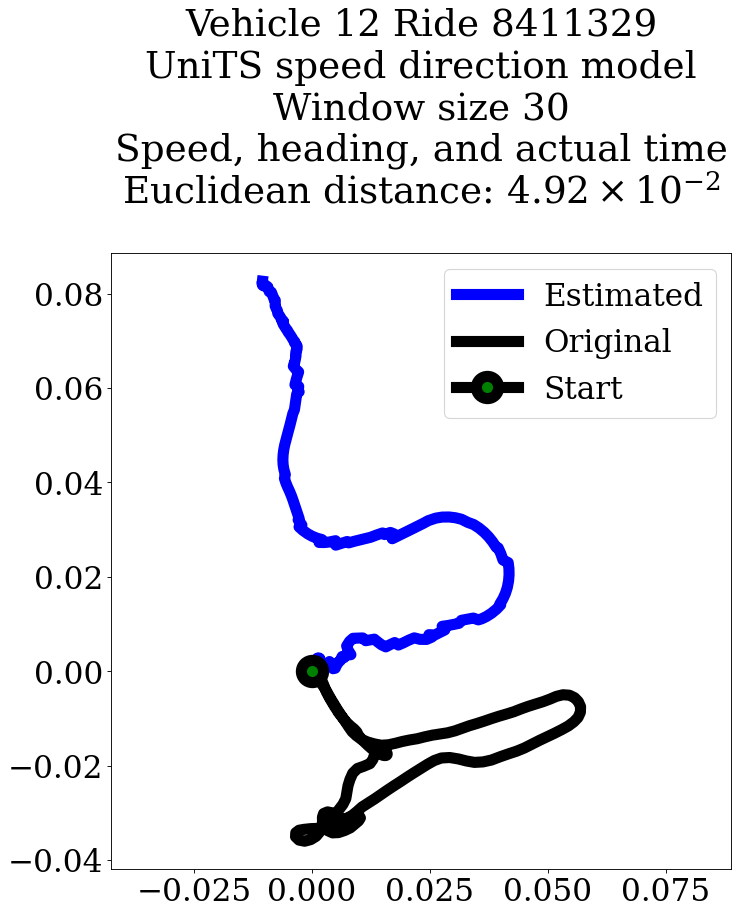 Vehicle 12 Ride 8411329
UniTS speed direction model
Window size 30
Speed, heading, and actual time
Euclidean distance: 4.92 × 10⁻²
Estimated
Original
Start
0.08
0.06
0.04
0.02
0.00
−0.02
−0.04
−0.025 0.000 0.025 0.050 0.075